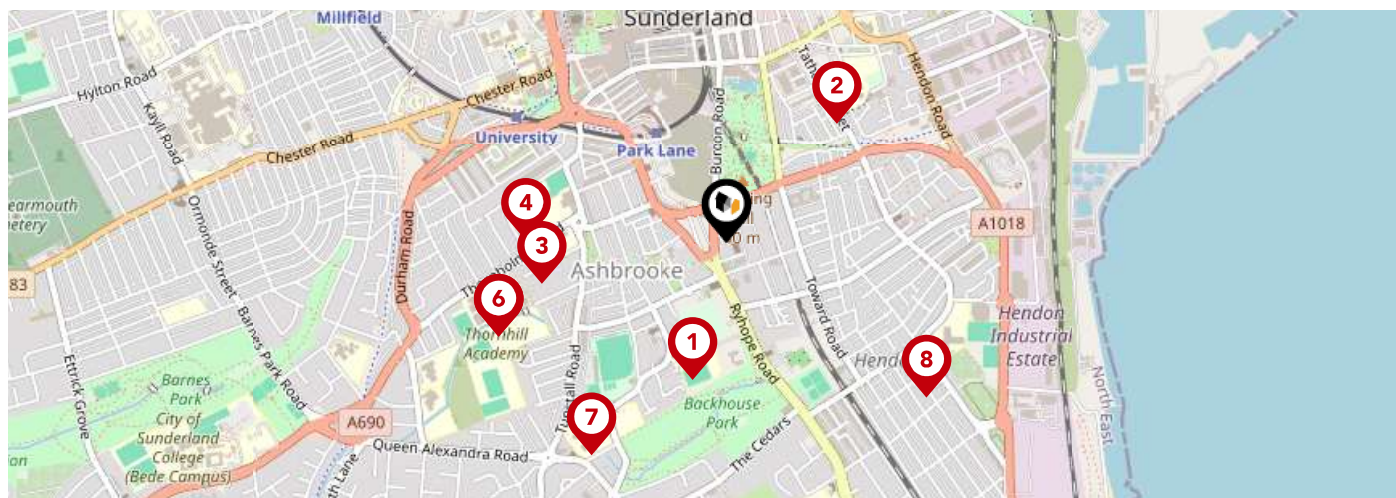 Millfield
Sunderland
Hylton Road
Chester Road
Kayll Road
University
Park Lane
Burdon Road
Hendon Road
2
Chester Road
4
3
Ormonde Street
Durham Road
A1018
Ashbrooke
83
6
Thornhill
Academy
1
Ryhope Road
Toward Road
Hendon
Industrial
Estate
8
Barnes Park Road
Ettrick Grove
Barnes
Park
City of
Sunderland
College
(Bede Campus)
A690
Tunstall Road
7
Backhouse
Park
The Cedars
Queen Alexandra Road
North East